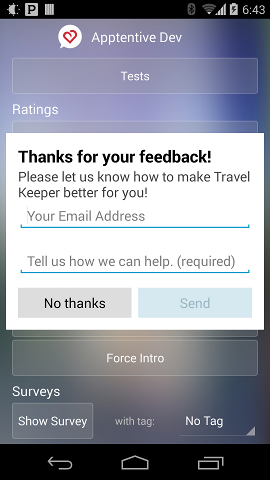 6:43
Apptentive Dev
Tests
Ratings
Thanks for your feedback!
Please let us know how to make Travel
Keeper better for you!
Your Email Address
Tell us how we can help. (required)
No thanks
Send
Force Intro
Surveys
Show Survey
with tag:
No Tag